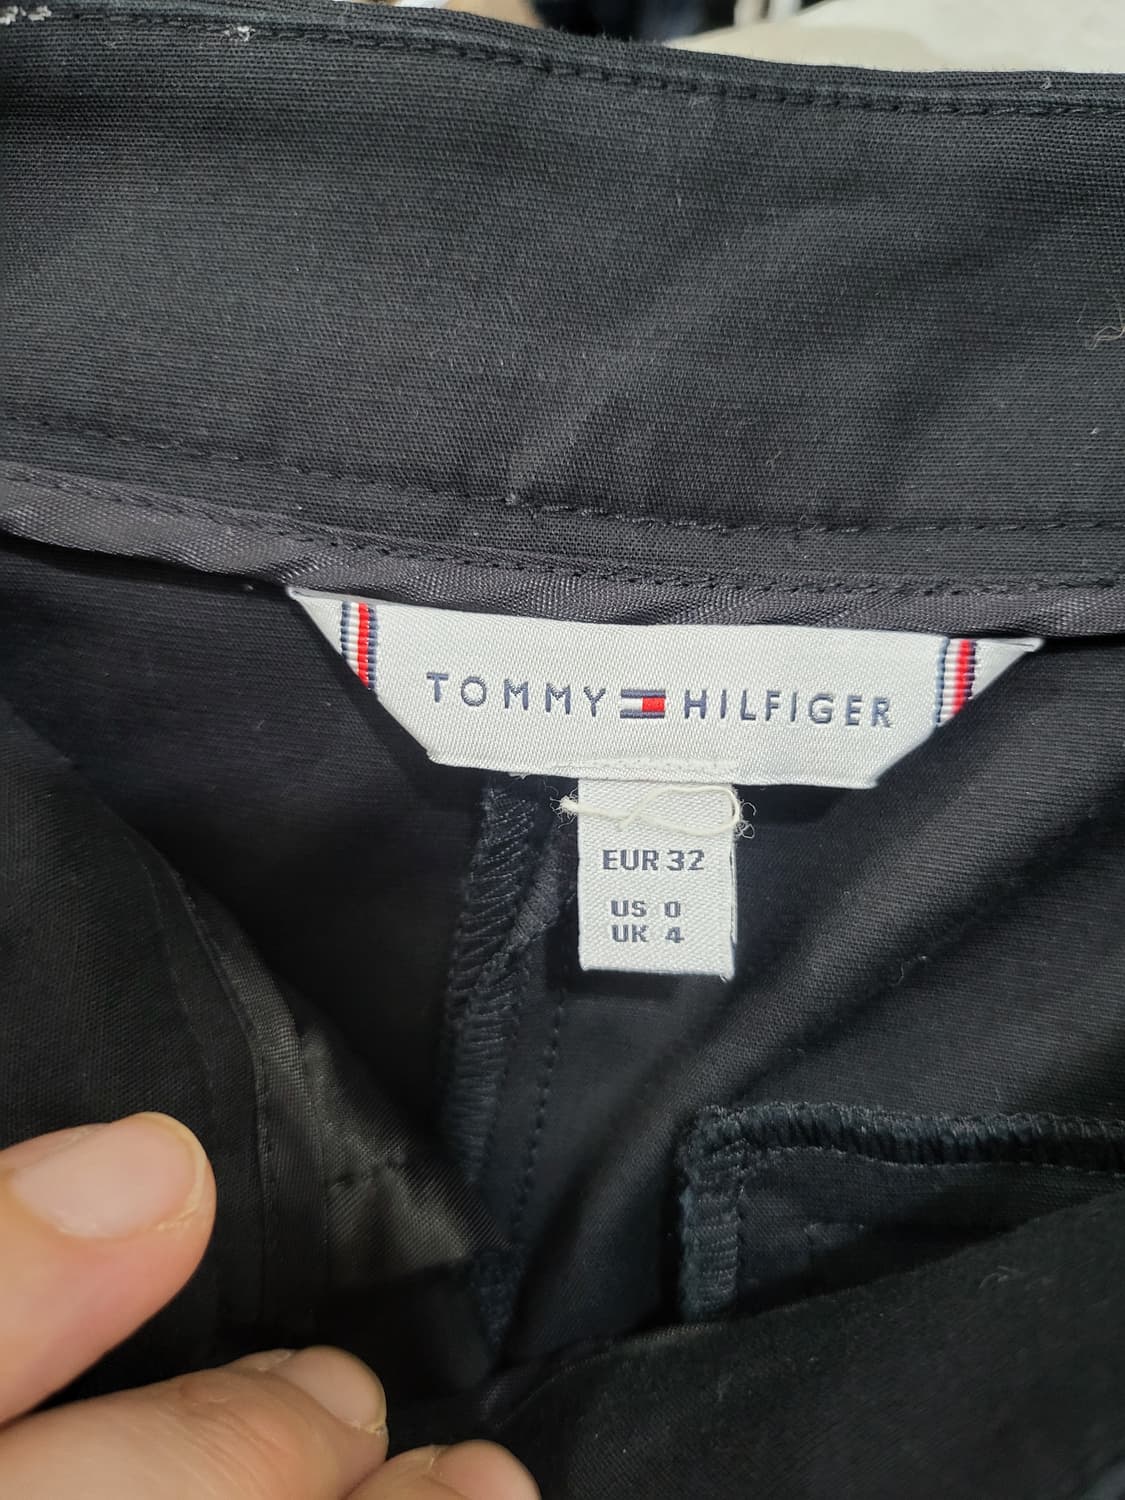 TOMMY HILFIGER
EUR 32
US 0
UK 4